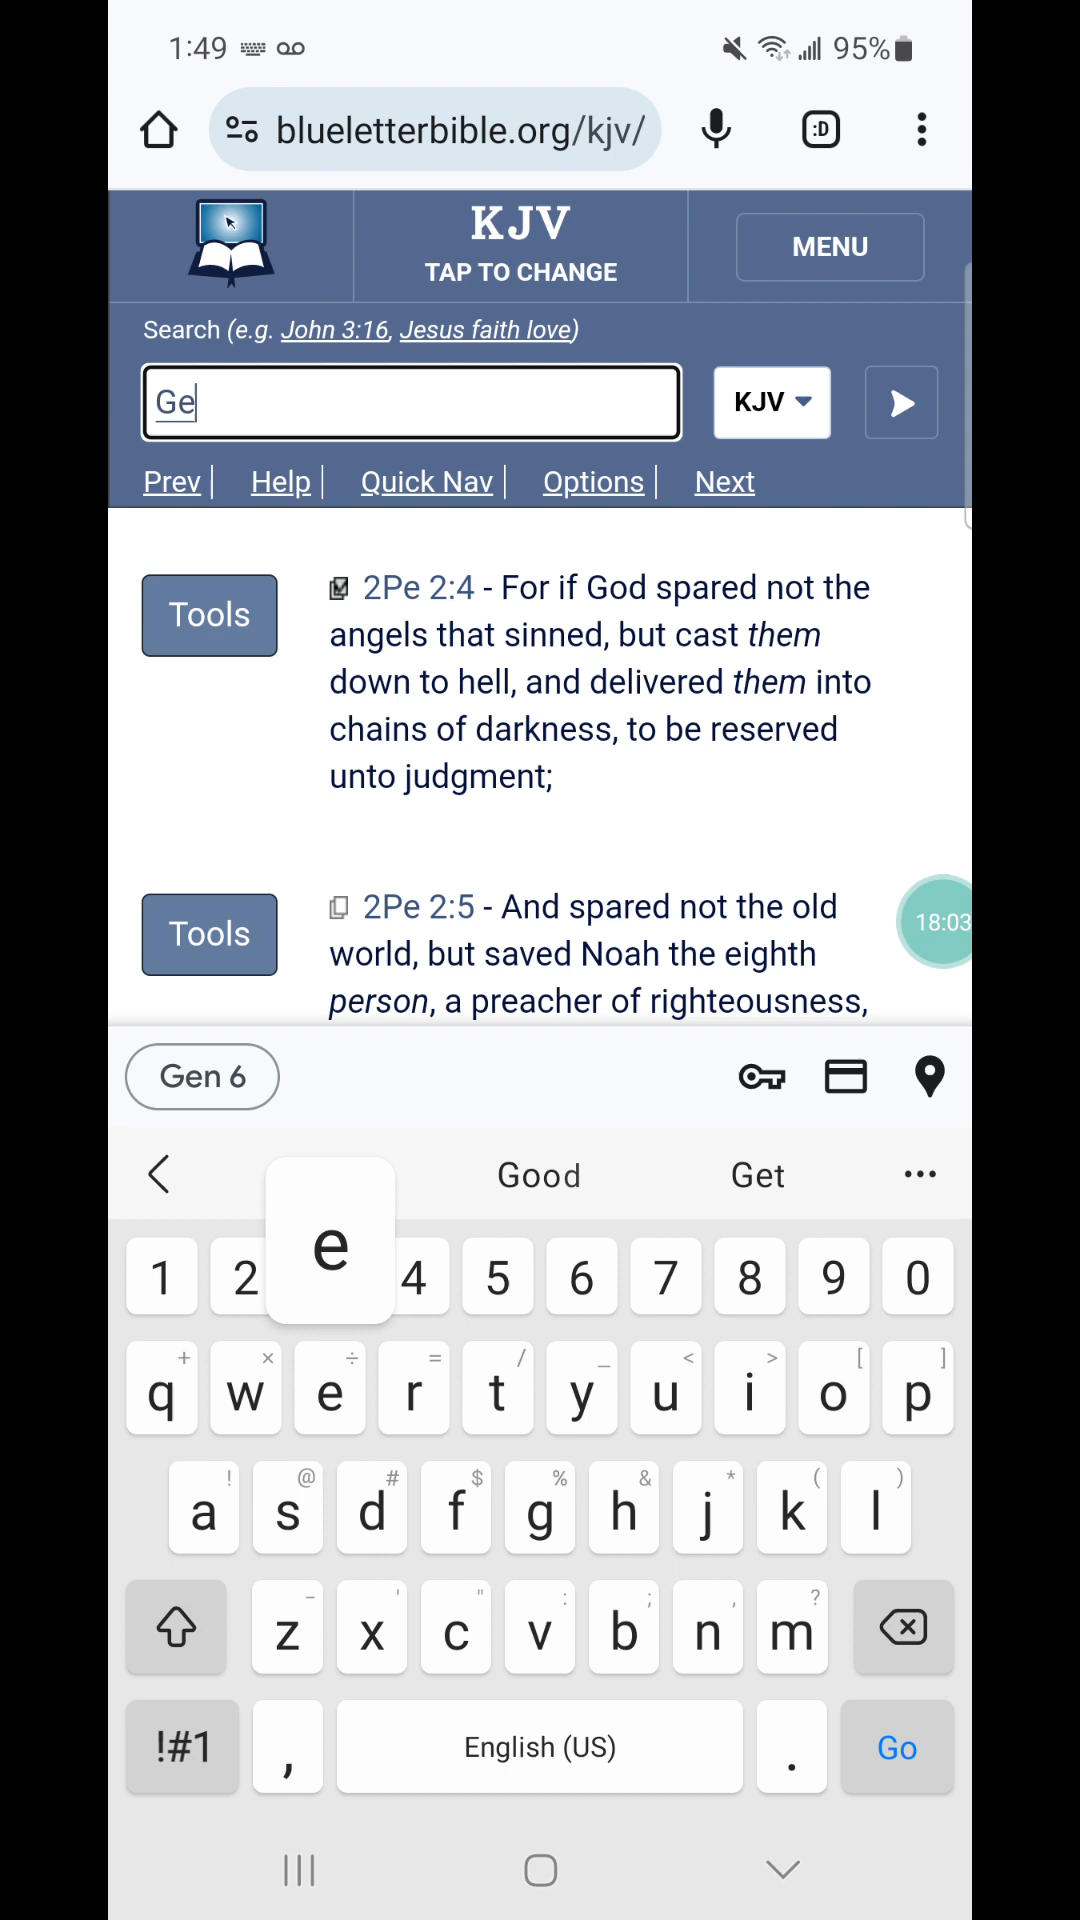 1:49 95%
blueletterbible.org/kjv/ :D
KJV
TAP TO CHANGE
MENU
Search (e.g. John 3:16, Jesus faith love)
Ge
KJV
Prev | Help | Quick Nav | Options | Next
Tools
2Pe 2:4 - For if God spared not the
angels that sinned, but cast them
down to hell, and delivered them into
chains of darkness, to be reserved
unto judgment;
Tools
2Pe 2:5 - And spared not the old
world, but saved Noah the eighth
person, a preacher of righteousness,
18:03
Gen 6
Good Get ...
e
1 2 4 5 6 7 8 9 0
+ × ÷ = / _ < > [ ]
q w e r t y u i o p
! @ # $ % & * ( )
a s d f g h j k l
- ' " : ; , ?
z x c v b n m
!#1 , English (US) . Go